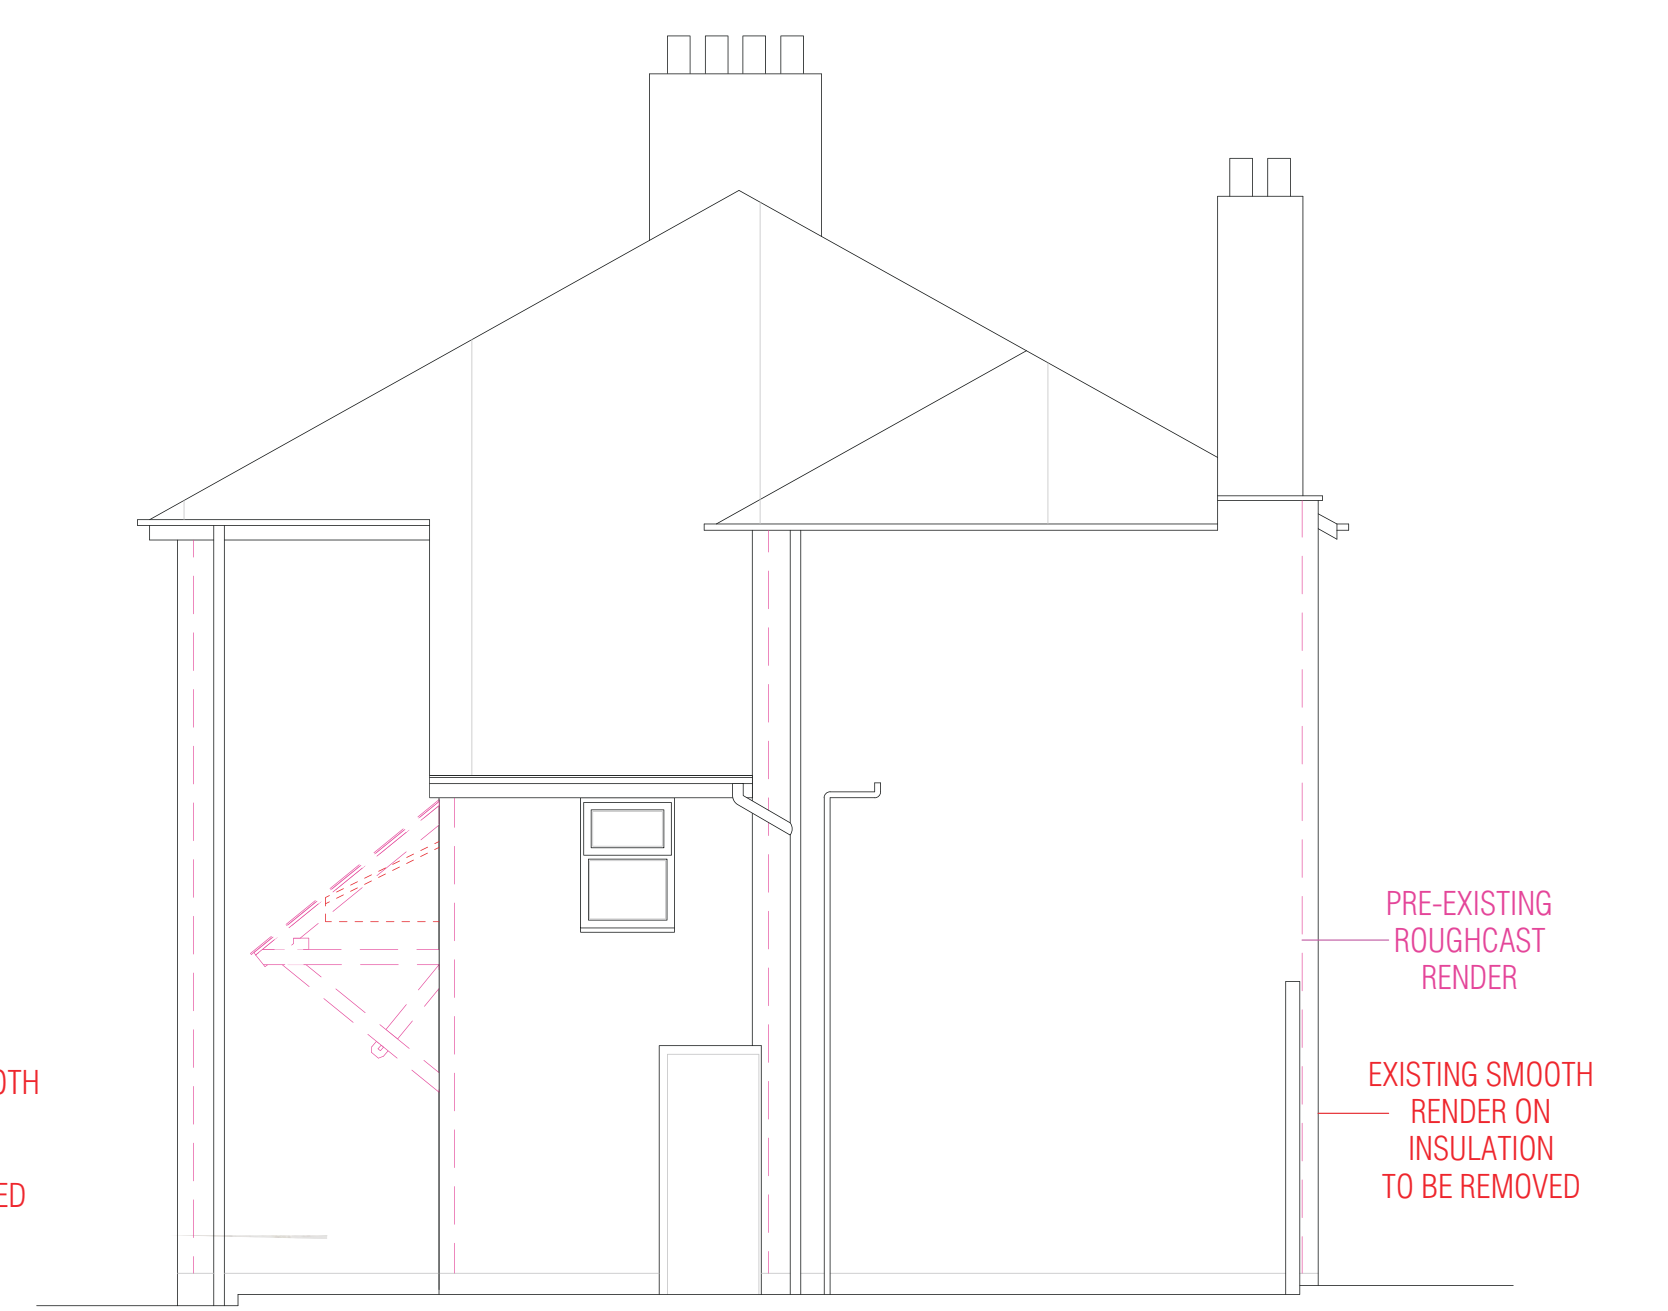 PRE-EXISTING
ROUGHCAST
RENDER
EXISTING SMOOTH
RENDER ON
INSULATION
TO BE REMOVED